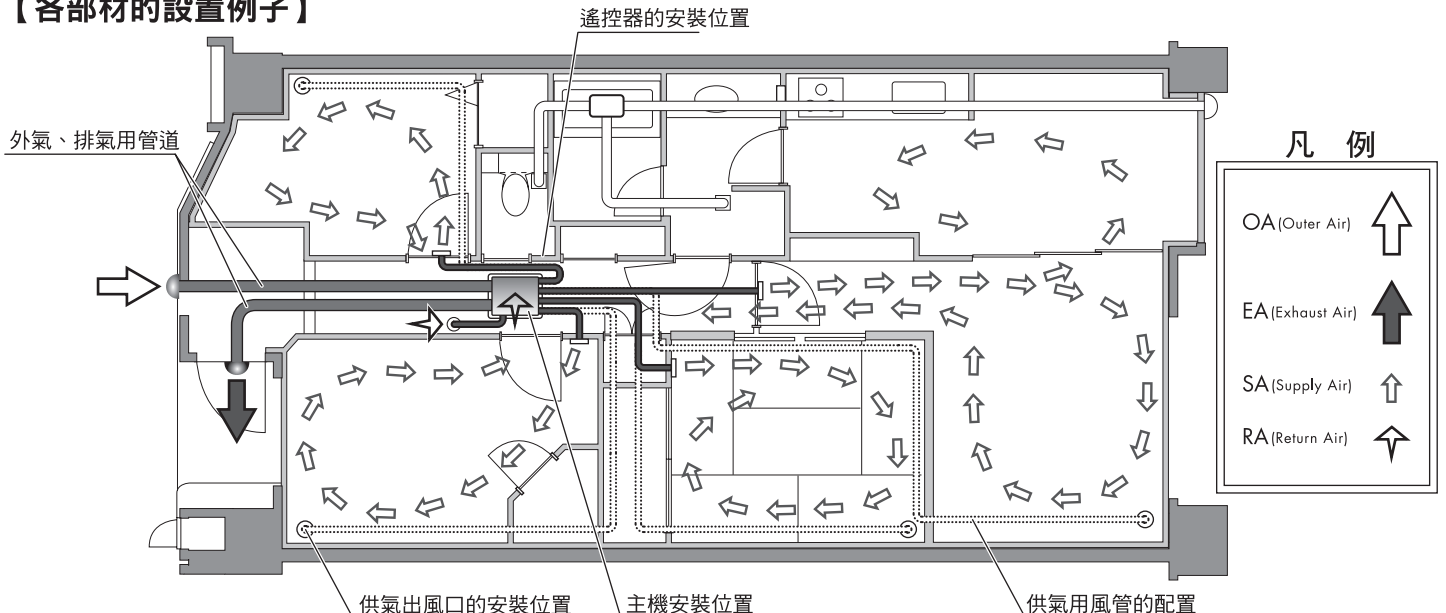 【各部材的設置例子】
遙控器的安裝位置
外氣、排氣用管道
凡 例
OA (Outer Air)
EA (Exhaust Air)
SA (Supply Air)
RA (Return Air)
供氣出風口的安裝位置
主機安裝位置
供氣用風管的配置